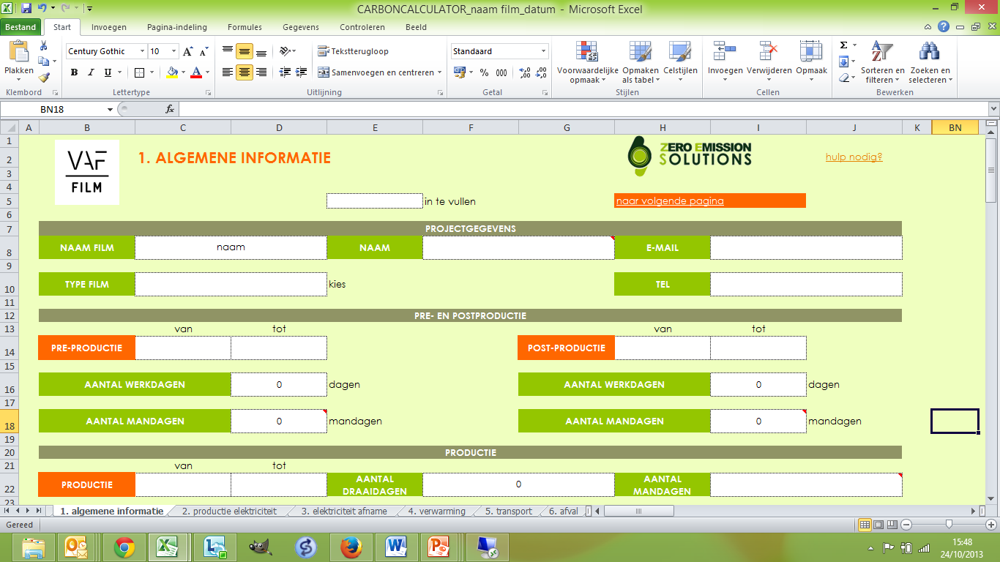 CARBONCALCULATOR_naam film_datum - Microsoft Excel
Bestand Start Invoegen Pagina-indeling Formules Gegevens Controleren Beeld
Plakken
Century Gothic 10
B I U
Tekstterugloop
Samenvoegen en centreren
Standaard
% 000
Voorwaardelijke opmaak
Opmaken als tabel
Celstijlen
Invoegen Verwijderen Opmaak
Sorteren en filteren
Zoeken en selecteren
Klembord Lettertype Uitlijning Getal Stijlen Cellen Bewerken
BN18 fx
A B C D E F G H I J K BN
1
2
3
4
5
6
7
8
9
10
11
12
13
14
15
16
17
18
19
20
21
22
23
VAF
FILM
1. ALGEMENE INFORMATIE
ZERO EMISSION
SOLUTIONS
hulp nodig?
in te vullen
naar volgende pagina
PROJECTGEGEVENS
NAAM FILM naam NAAM E-MAIL
TYPE FILM kies TEL
PRE- EN POSTPRODUCTIE
van tot van tot
PRE-PRODUCTIE POST-PRODUCTIE
AANTAL WERKDAGEN 0 dagen AANTAL WERKDAGEN 0 dagen
AANTAL MANDAGEN 0 mandagen AANTAL MANDAGEN 0 mandagen
PRODUCTIE
van tot
PRODUCTIE AANTAL DRAAIDAGEN 0 AANTAL MANDAGEN
1. algemene informatie 2. productie elektriciteit 3. elektriciteit afname 4. verwarming 5. transport 6. afval
Gereed
15:48
24/10/2013